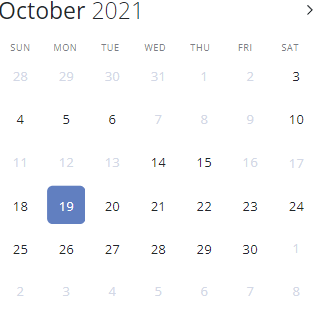 October 2021
SUN MON TUE WED THU FRI SAT
28 29 30 31 1 2 3
4 5 6 7 8 9 10
11 12 13 14 15 16 17
18 19 20 21 22 23 24
25 26 27 28 29 30 1
2 3 4 5 6 7 8